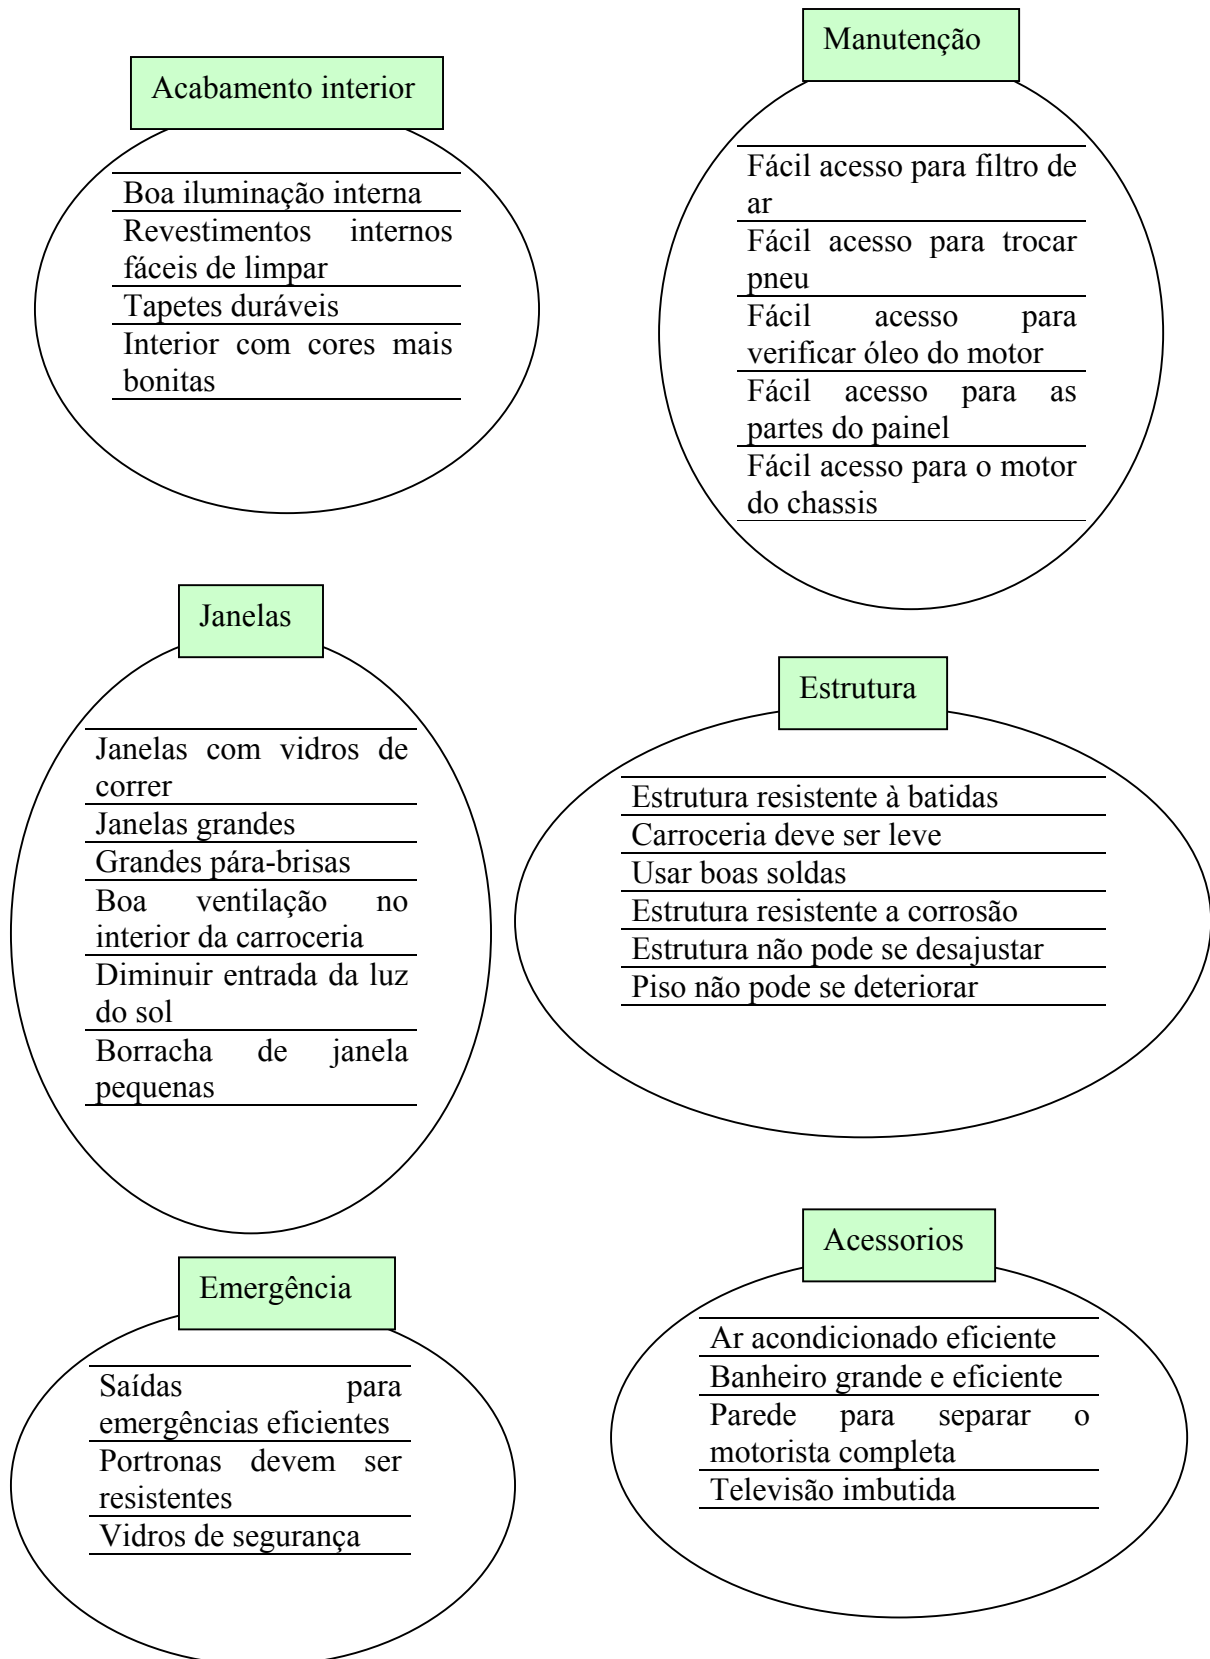 Acabamento interior
Boa iluminação interna
Revestimentos internos
fáceis de limpar
Tapetes duráveis
Interior com cores mais
bonitas
Manutenção
Fácil acesso para filtro de
ar
Fácil acesso para trocar
pneu
Fácil acesso para
verificar óleo do motor
Fácil acesso para as
partes do painel
Fácil acesso para o motor
do chassis
Janelas
Janelas com vidros de
correr
Janelas grandes
Grandes pára-brisas
Boa ventilação no
interior da carroceria
Diminuir entrada da luz
do sol
Borracha de janela
pequenas
Estrutura
Estrutura resistente à batidas
Carroceria deve ser leve
Usar boas soldas
Estrutura resistente a corrosão
Estrutura não pode se desajustar
Piso não pode se deteriorar
Emergência
Saídas para
emergências eficientes
Portronas devem ser
resistentes
Vidros de segurança
Acessorios
Ar acondicionado eficiente
Banheiro grande e eficiente
Parede para separar o
motorista completa
Televisão imbutida